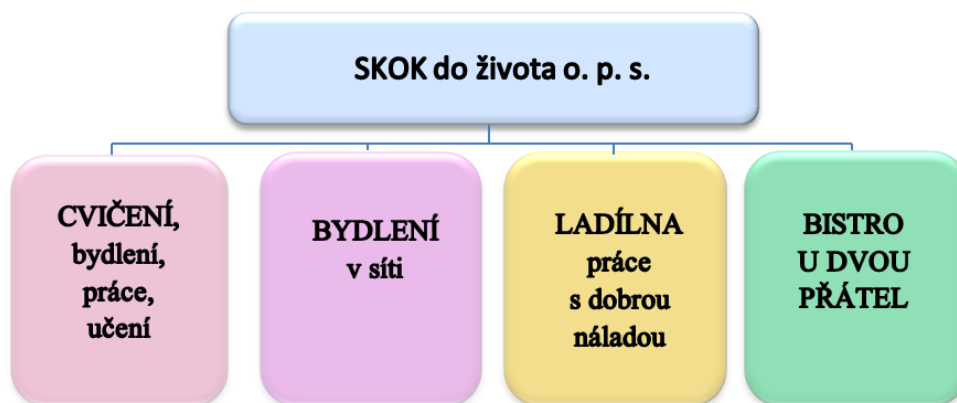 SKOK do života o. p. s.
CVIČENÍ,
bydlení,
práce,
učení
BYDLENÍ
v síti
LADÍLNA
práce
s dobrou
náladou
BISTRO
U DVOU
PŘÁTEL